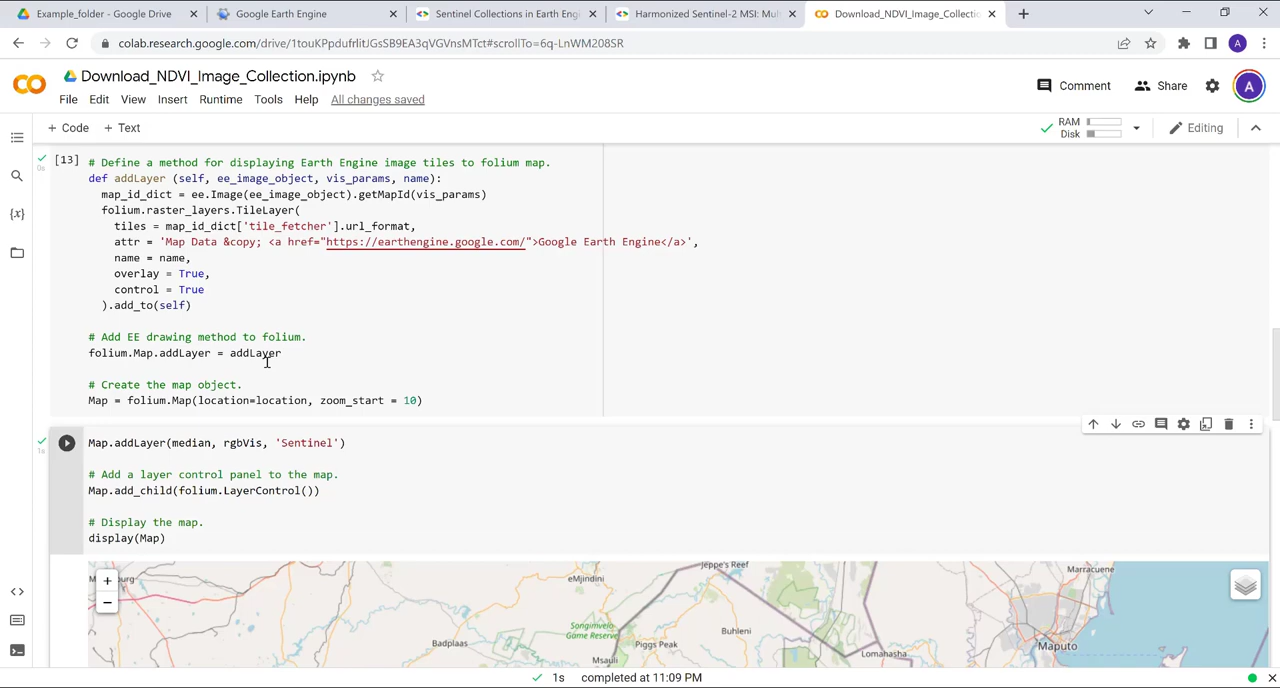 Example_folder - Google Drive
Google Earth Engine
Sentinel Collections in Earth Eng
Harmonized Sentinel-2 MSI: Mul
Download_NDVI_Image_Collectio
colab.research.google.com/drive/1touKPpdufrlitJGsSB9EA3qVGVnsMTct#scrollTo=6q-LnWM208SR
A
Download_NDVI_Image_Collection.ipynb
Comment
Share
A
File Edit View Insert Runtime Tools Help All changes saved
+ Code + Text
RAM
Disk
Editing
[13]
0s
# Define a method for displaying Earth Engine image tiles to folium map.
def addLayer (self, ee_image_object, vis_params, name):
map_id_dict = ee.Image(ee_image_object).getMapId(vis_params)
folium.raster_layers.TileLayer(
tiles = map_id_dict['tile_fetcher'].url_format,
attr = 'Map Data &copy; <a href="https://earthengine.google.com/">Google Earth Engine</a>',
name = name,
overlay = True,
control = True
).add_to(self)
# Add EE drawing method to folium.
folium.Map.addLayer = addLayer
# Create the map object.
Map = folium.Map(location=location, zoom_start = 10)
1s
Map.addLayer(median, rgbVis, 'Sentinel')
# Add a layer control panel to the map.
Map.add_child(folium.LayerControl())
# Display the map.
display(Map)
+
−
eMjindini
Jeppe's Reef
Marracuene
Songimvelo
Game Reserve
Badplaas
Piggs Peak
Buhleni
Msauli
Lomahasha
Maputo
1s completed at 11:09 PM